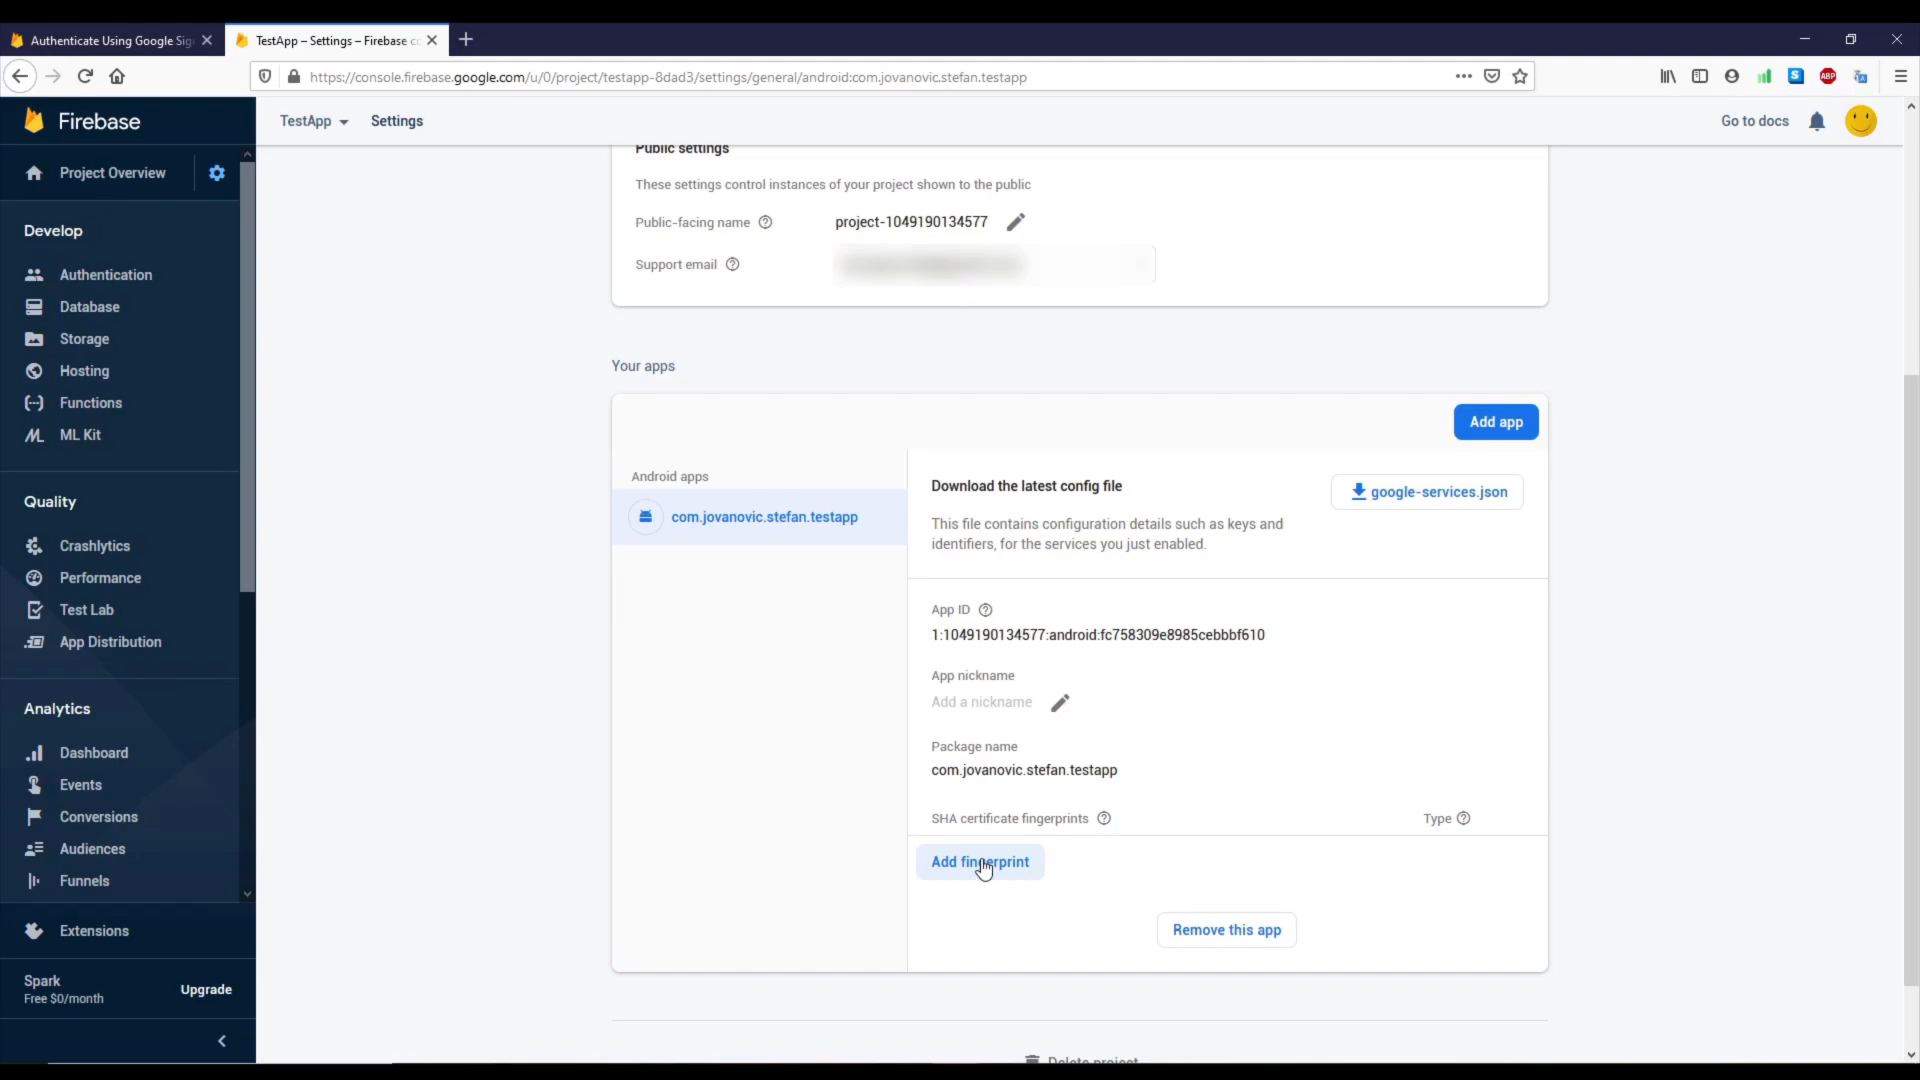 Authenticate Using Google Sig
TestApp – Settings – Firebase co
https://console.firebase.google.com/u/0/project/testapp-8dad3/settings/general/android:com.jovanovic.stefan.testapp
ABP
Firebase
TestApp
Settings
Go to docs
Project Overview
Develop
Authentication
Database
Storage
Hosting
Functions
ML Kit
Quality
Crashlytics
Performance
Test Lab
App Distribution
Analytics
Dashboard
Events
Conversions
Audiences
Funnels
Extensions
Spark
Free $0/month
Upgrade
Public settings
These settings control instances of your project shown to the public
Public-facing name
project-1049190134577
Support email
Your apps
Add app
Android apps
com.jovanovic.stefan.testapp
Download the latest config file
google-services.json
This file contains configuration details such as keys and
identifiers, for the services you just enabled.
App ID
1:1049190134577:android:fc758309e8985cebbbf610
App nickname
Add a nickname
Package name
com.jovanovic.stefan.testapp
SHA certificate fingerprints
Type
Add fingerprint
Remove this app
Delete project